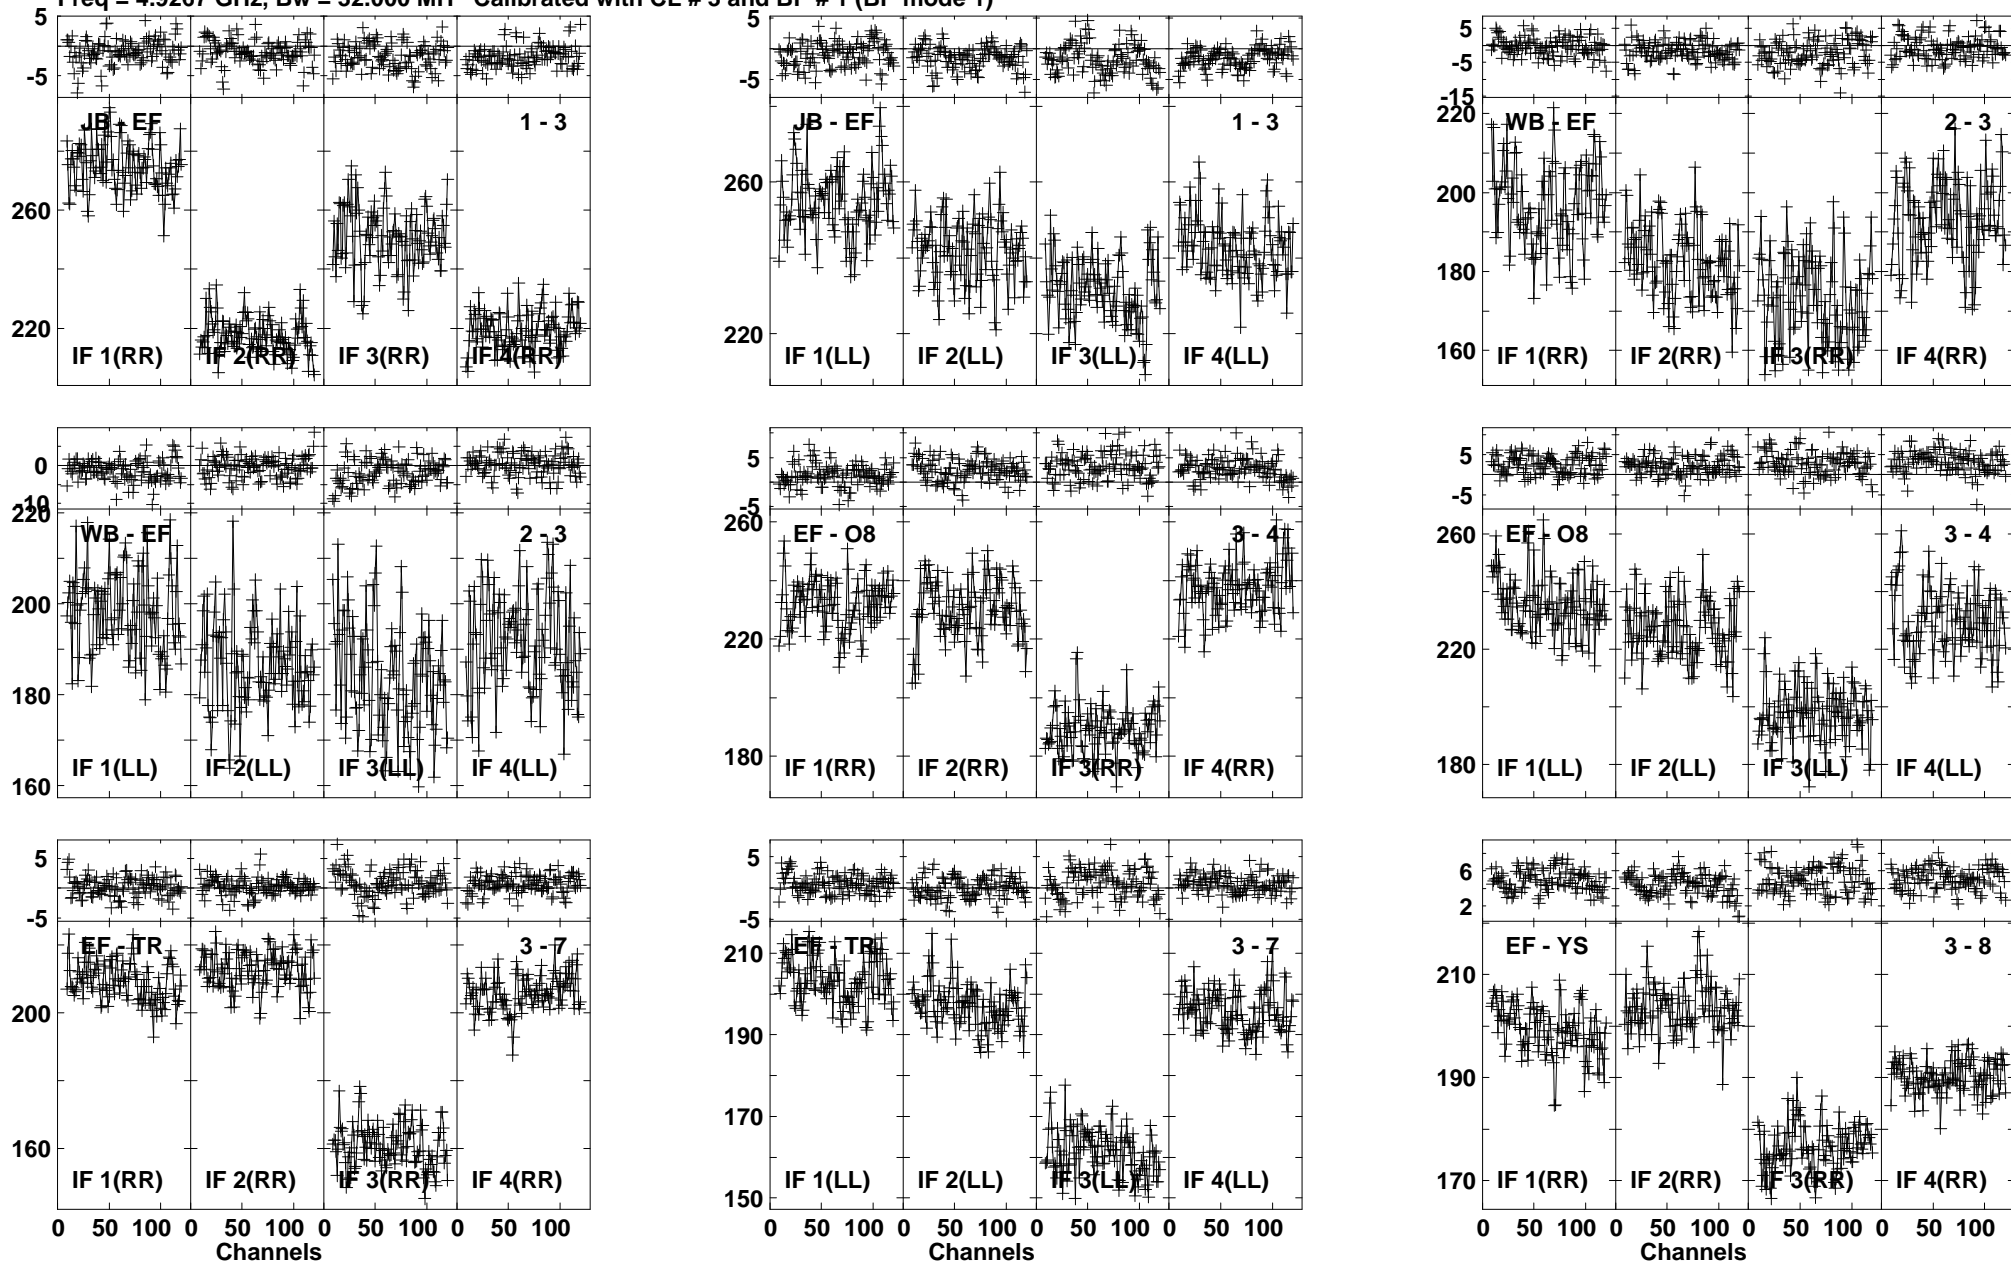 Freq = 4.9267 GHz, Bw = 32.000 MH Calibrated with CL # 3 and BP # 1 (BP mode 1)
5
-5
JB - EF
1 - 3
260
220
IF 1(RR)
IF 2(RR)
IF 3(RR)
IF 4(RR)
5
-5
JB - EF
1 - 3
260
220
IF 1(LL)
IF 2(LL)
IF 3(LL)
IF 4(LL)
5
-5
-15
220
WB - EF
2 - 3
200
180
160
IF 1(RR)
IF 2(RR)
IF 3(RR)
IF 4(RR)
0
-10
220
WB - EF
2 - 3
200
180
160
IF 1(LL)
IF 2(LL)
IF 3(LL)
IF 4(LL)
5
-5
260
EF - O8
3 - 4
220
180
IF 1(RR)
IF 2(RR)
IF 3(RR)
IF 4(RR)
5
-5
260
EF - O8
3 - 4
220
180
IF 1(LL)
IF 2(LL)
IF 3(LL)
IF 4(LL)
5
-5
EF - TR
3 - 7
200
160
IF 1(RR)
IF 2(RR)
IF 3(RR)
IF 4(RR)
0 50 100 0 50 100 0 50 100 0 50 100
Channels
5
-5
210
EF - TR
3 - 7
190
170
150
IF 1(LL)
IF 2(LL)
IF 3(LL)
IF 4(LL)
0 50 100 0 50 100 0 50 100 0 50 100
Channels
6
2
EF - YS
3 - 8
210
190
170
IF 1(RR)
IF 2(RR)
IF 3(RR)
IF 4(RR)
0 50 100 0 50 100 0 50 100 0 50 100
Channels